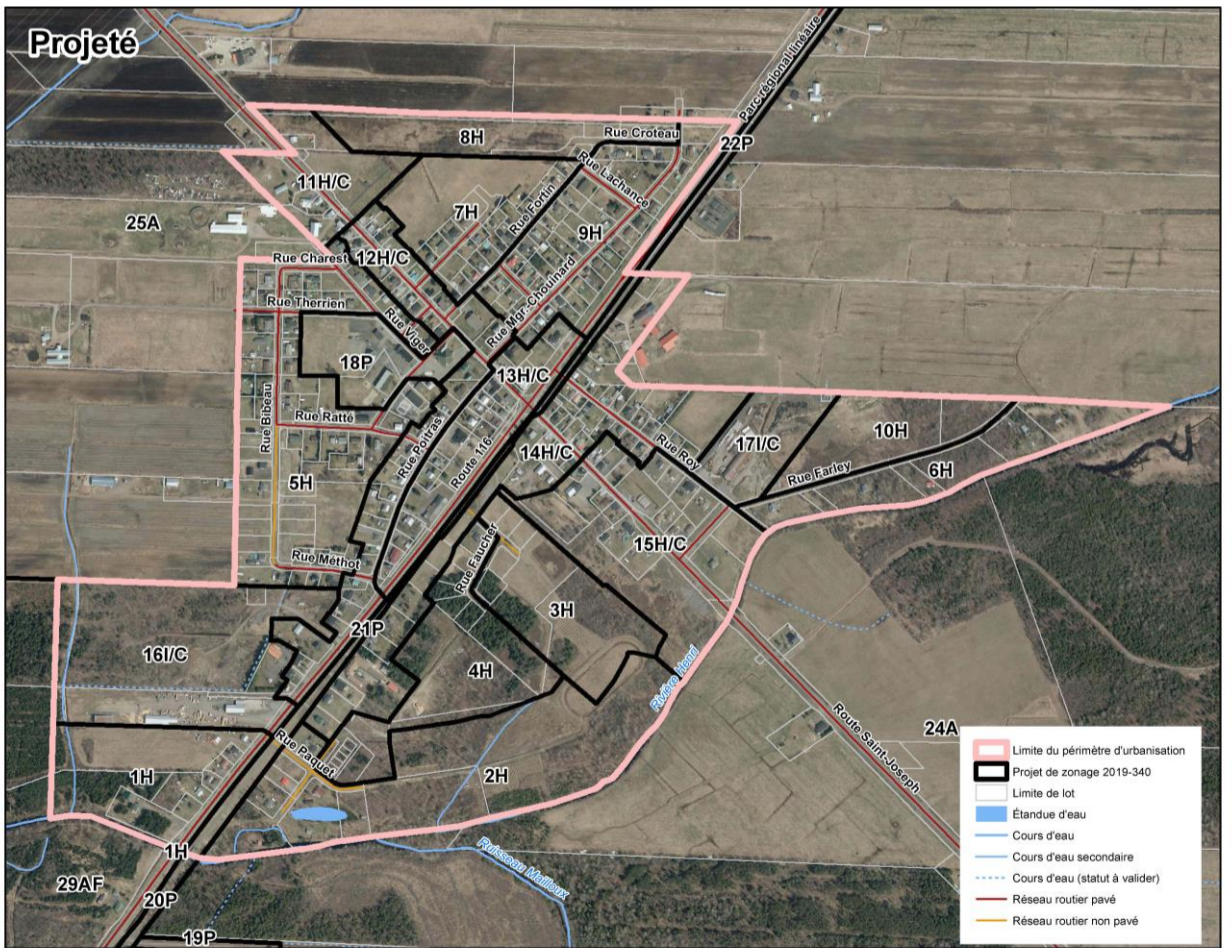 Projeté
Parc régional linéaire
8H
Rue Croteau
22P
Rue Lachance
11H/C
7H
Rue Fortin
25A
9H
12H/C
Rue Charest
Rue Mgr.-Chouinard
Rue Therrien
Rue Viger
18P
13H/C
Rue Bibeau
Rue Ratté
Rue Poitras
Route 116
14H/C
Rue Roy
17I/C
10H
Rue Farley
6H
5H
15H/C
Rue Méthot
Rue Faucher
3H
21P
16I/C
4H
Rivière Henri
Route Saint-Joseph
24A
Rue Paquet
1H
2H
1H
Ruisseau Mailloux
29AF
20P
19P
Limite du périmètre d'urbanisation
Projet de zonage 2019-340
Limite de lot
Étandue d'eau
Cours d'eau
Cours d'eau secondaire
Cours d'eau (statut à valider)
Réseau routier pavé
Réseau routier non pavé